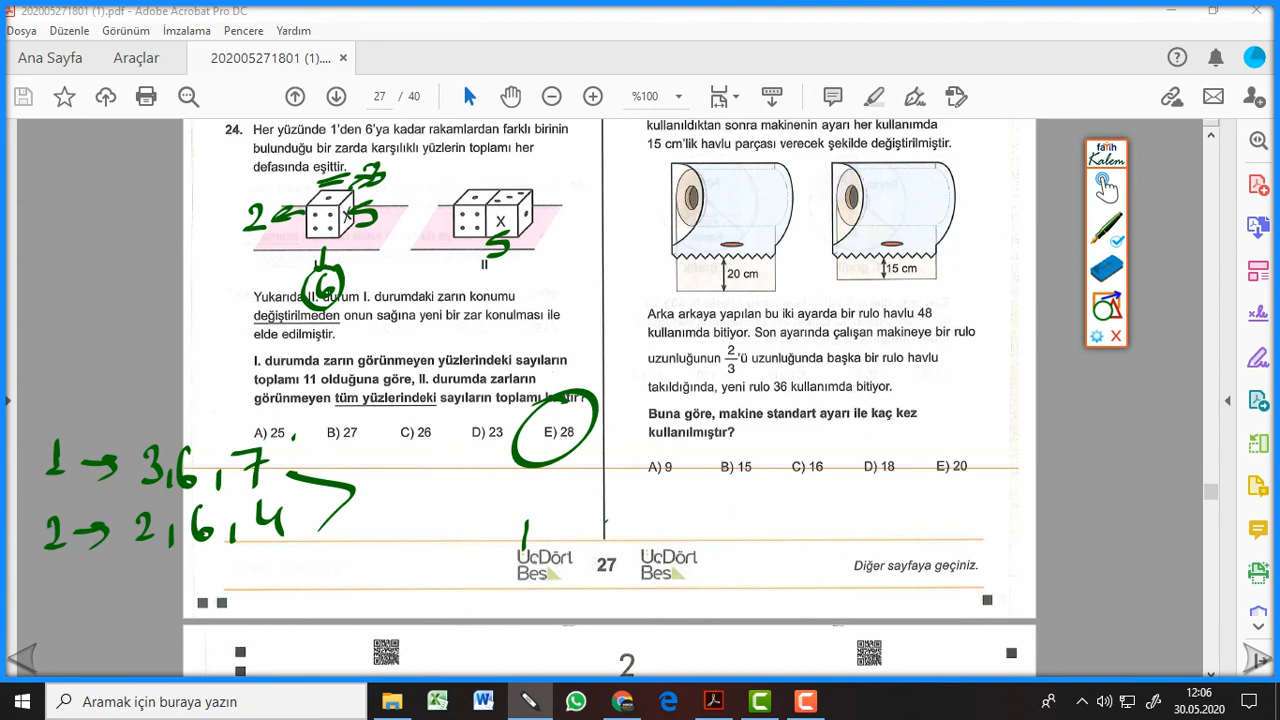 202005271801 (1).pdf - Adobe Acrobat Pro DC
Dosya Düzenle Görünüm İmzalama Pencere Yardım
Ana Sayfa Araçlar 202005271801 (1).... ×
27 / 40 %100
24. Her yüzünde 1'den 6'ya kadar rakamlardan farklı birinin
bulunduğu bir zarda karşılıklı yüzlerin toplamı her
defasında eşittir.
2 5
X
X
5
II
6
Yukarıda II. durum I. durumdaki zarın konumu
değiştirilmeden onun sağına yeni bir zar konulması ile
elde edilmiştir.
I. durumda zarın görünmeyen yüzlerindeki sayıların
toplamı 11 olduğuna göre, II. durumda zarların
görünmeyen tüm yüzlerindeki sayıların toplamı
A) 25 B) 27 C) 26 D) 23 E) 28
1 → 3,6,7
2 → 2,6,4
kullanıldıktan sonra makinenin ayarı her kullanımda
15 cm'lik havlu parçası verecek şekilde değiştirilmiştir.
20 cm 15 cm
Arka arkaya yapılan bu iki ayarda bir rulo havlu 48
kullanımda bitiyor. Son ayarında çalışan makineye bir rulo
uzunluğunun 2/3'ü uzunluğunda başka bir rulo havlu
takıldığında, yeni rulo 36 kullanımda bitiyor.
Buna göre, makine standart ayarı ile kaç kez
kullanılmıştır?
A) 9 B) 15 C) 16 D) 18 E) 20
ÜçDört
Beş
27
ÜçDört
Beş
Diğer sayfaya geçiniz.
2
fatih
Kalem
Aramak için buraya yazın
12:06
30.05.2020